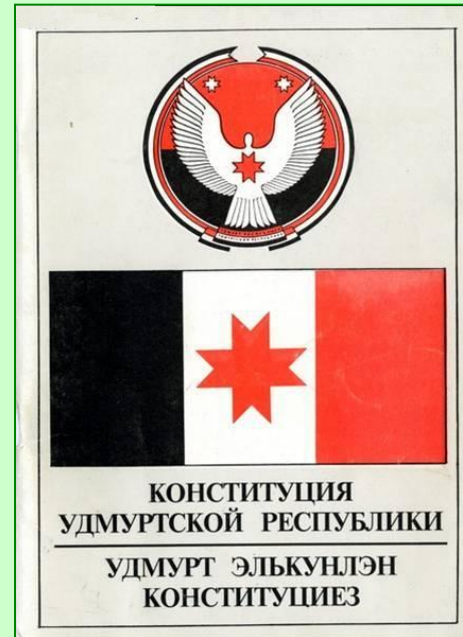 КОНСТИТУЦИЯ
УДМУРТСКОЙ РЕСПУБЛИКИ
УДМУРТ ЭЛЬКУНЛЭН
КОНСТИТУЦИЕЗ